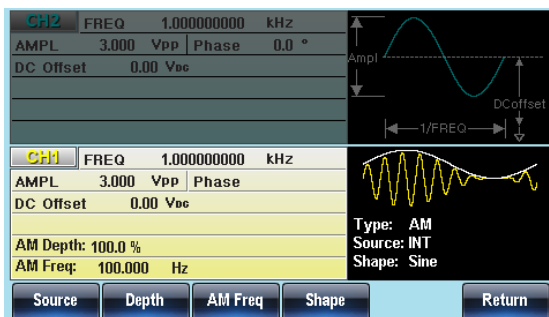 CH2 FREQ 1.000000000 kHz
AMPL 3.000 Vpp Phase 0.0 °
DC Offset 0.00 VDC
Ampl
DCoffset
1/FREQ
CH1 FREQ 1.000000000 kHz
AMPL 3.000 Vpp Phase
DC Offset 0.00 VDC
AM Depth: 100.0 %
AM Freq: 100.000 Hz
Type: AM
Source: INT
Shape: Sine
Source Depth AM Freq Shape Return